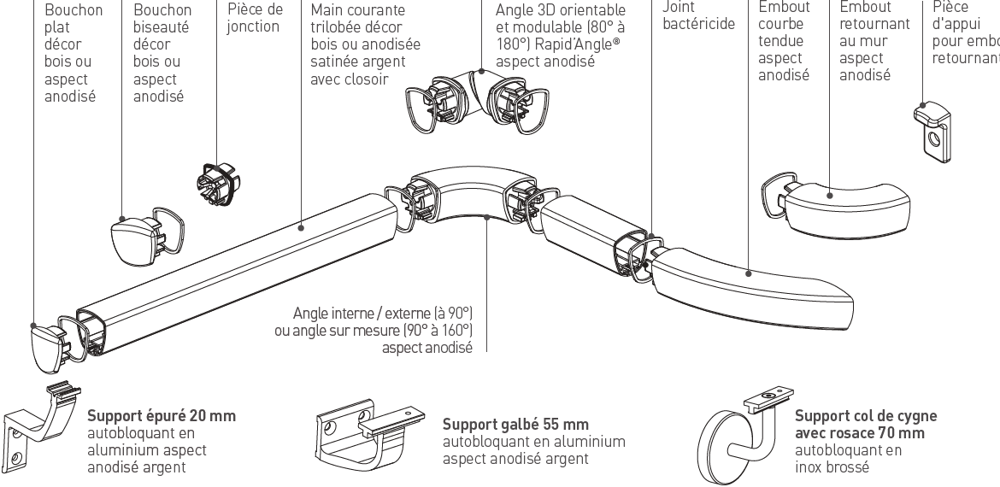 Bouchon
plat
décor
bois ou
aspect
anodisé
Bouchon
biseauté
décor
bois ou
aspect
anodisé
Pièce de
jonction
Main courante
trilobée décor
bois ou anodisée
satinée argent
avec closoir
Angle 3D orientable
et modulable (80° à
180°) Rapid'Angle®
aspect anodisé
Joint
bactéricide
Embout
courbe
tendue
aspect
anodisé
Embout
retournant
au mur
aspect
anodisé
Pièce
d'appui
pour embo
retournant
Angle interne / externe (à 90°)
ou angle sur mesure (90° à 160°)
aspect anodisé
Support épuré 20 mm
autobloquant en
aluminium aspect
anodisé argent
Support galbé 55 mm
autobloquant en aluminium
aspect anodisé argent
Support col de cygne
avec rosace 70 mm
autobloquant en
inox brossé